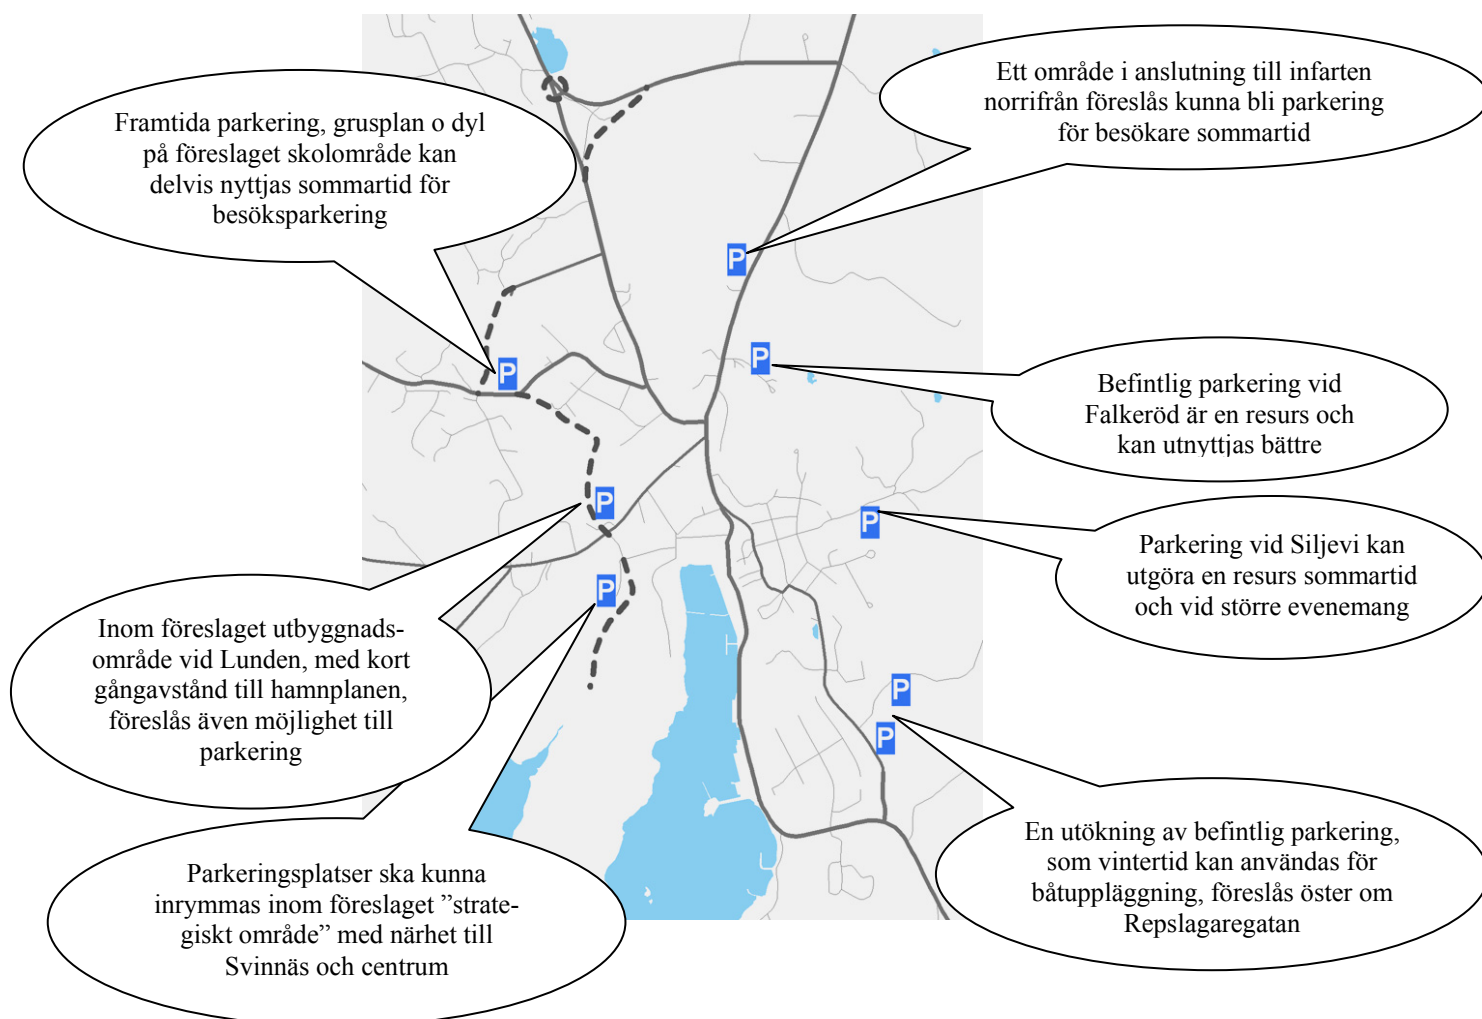 Ett område i anslutning till infarten
norrifrån föreslås kunna bli parkering
för besökare sommartid
Framtida parkering, grusplan o dyl
på föreslaget skolområde kan
delvis nyttjas sommartid för
besöksparkering
P
P
P
Befintlig parkering vid
Falkeröd är en resurs och
kan utnyttjas bättre
P
P
Parkering vid Siljevi kan
utgöra en resurs sommartid
och vid större evenemang
P
Inom föreslaget utbyggnads-
område vid Lunden, med kort
gångavstånd till hamnplanen,
föreslås även möjlighet till
parkering
P
P
En utökning av befintlig parkering,
som vintertid kan användas för
båtuppläggning, föreslås öster om
Repslagaregatan
Parkeringsplatser ska kunna
inrymmas inom föreslaget ”strate-
giskt område” med närhet till
Svinnäs och centrum